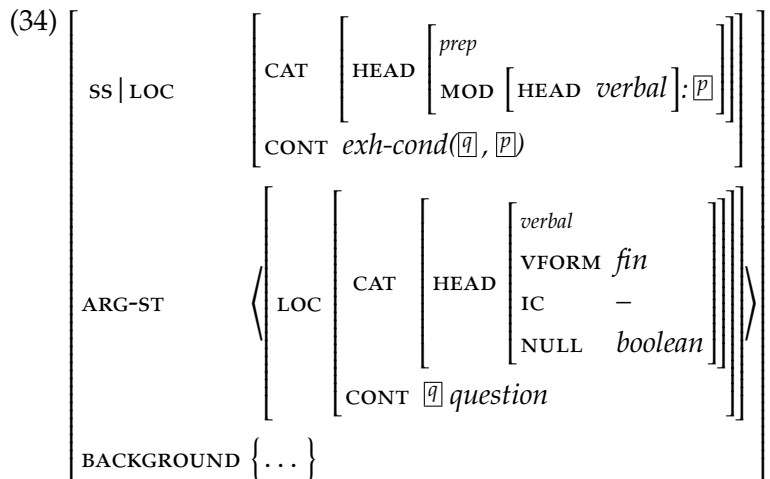 (34)
prep
CAT HEAD MOD [HEAD verbal]: p
SS | LOC
CONT exh-cond(q, p)
verbal
VFORM fin
CAT HEAD
IC –
ARG-ST ⟨ LOC ⟩
NULL boolean
CONT q question
BACKGROUND {...}